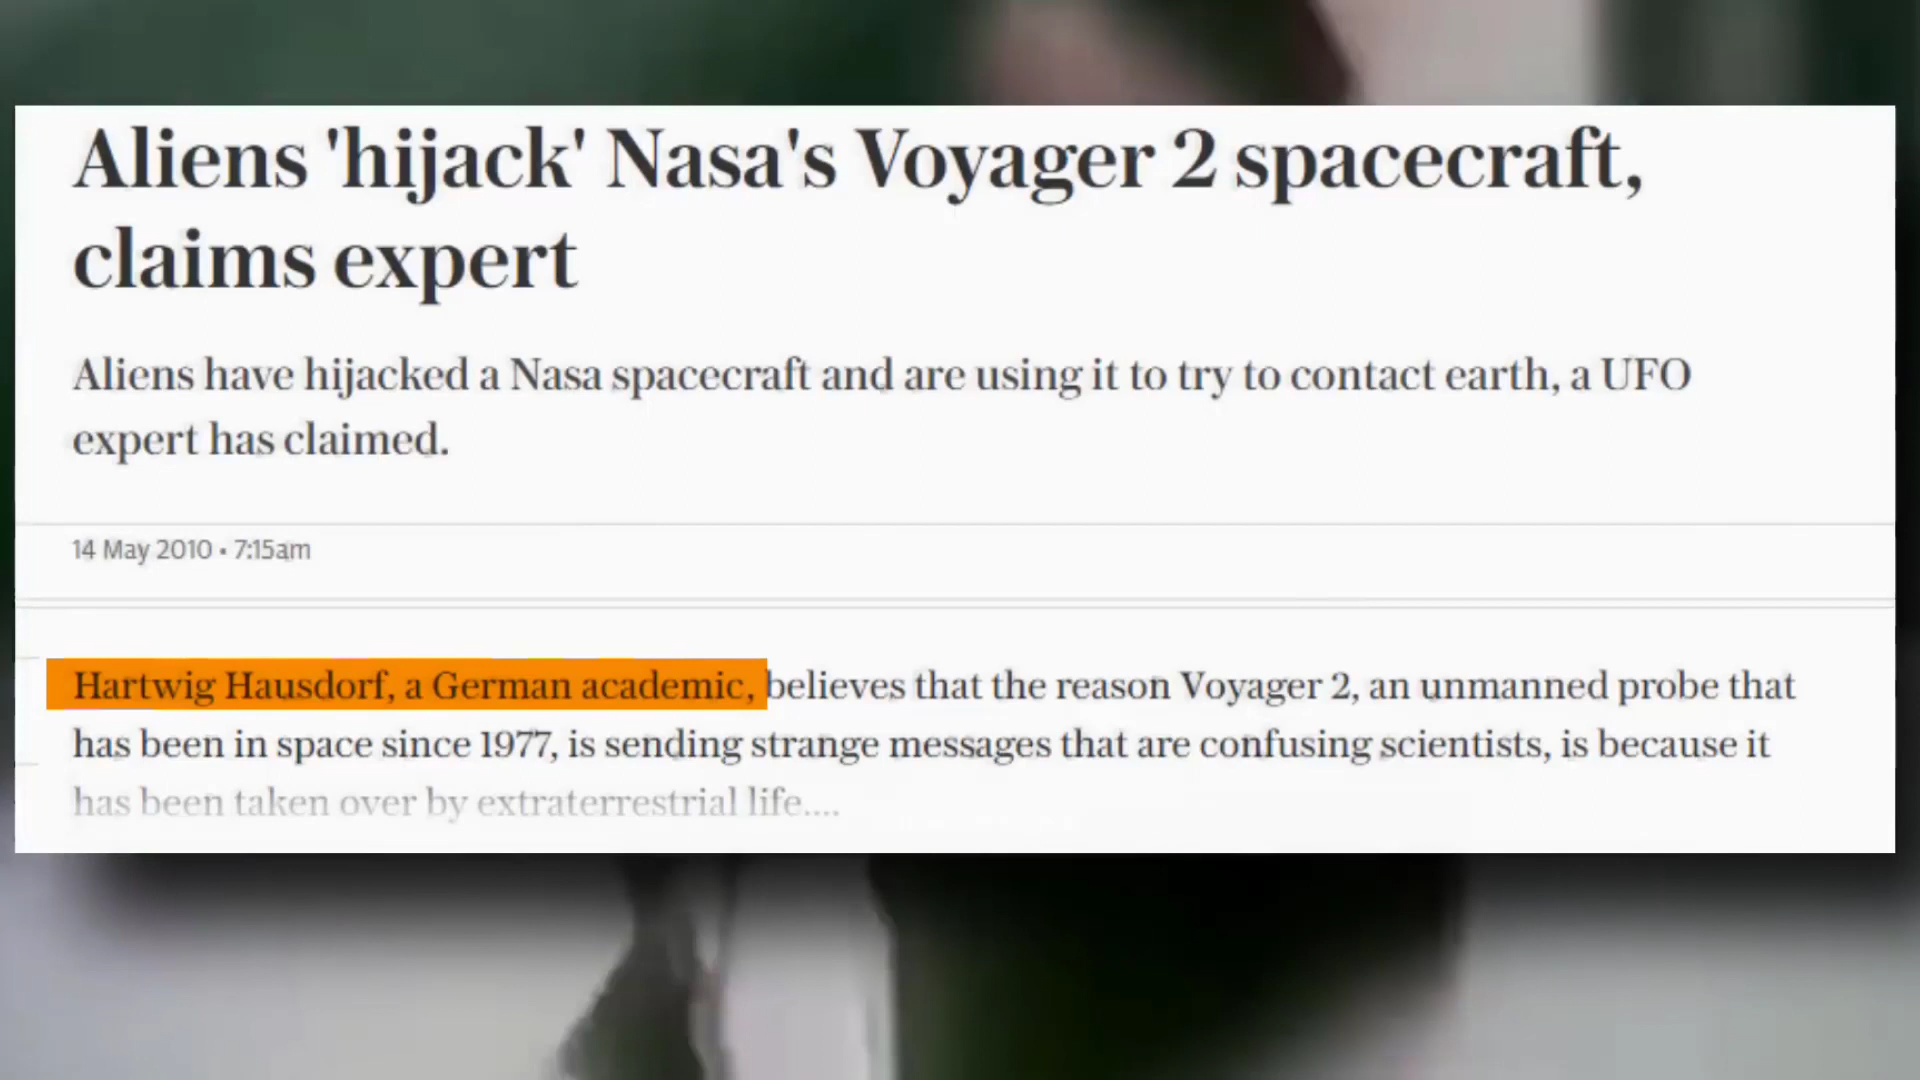 Aliens 'hijack' Nasa's Voyager 2 spacecraft,
claims expert
Aliens have hijacked a Nasa spacecraft and are using it to try to contact earth, a UFO
expert has claimed.
14 May 2010 • 7:15am
Hartwig Hausdorf, a German academic, believes that the reason Voyager 2, an unmanned probe that
has been in space since 1977, is sending strange messages that are confusing scientists, is because it
has been taken over by extraterrestrial life....